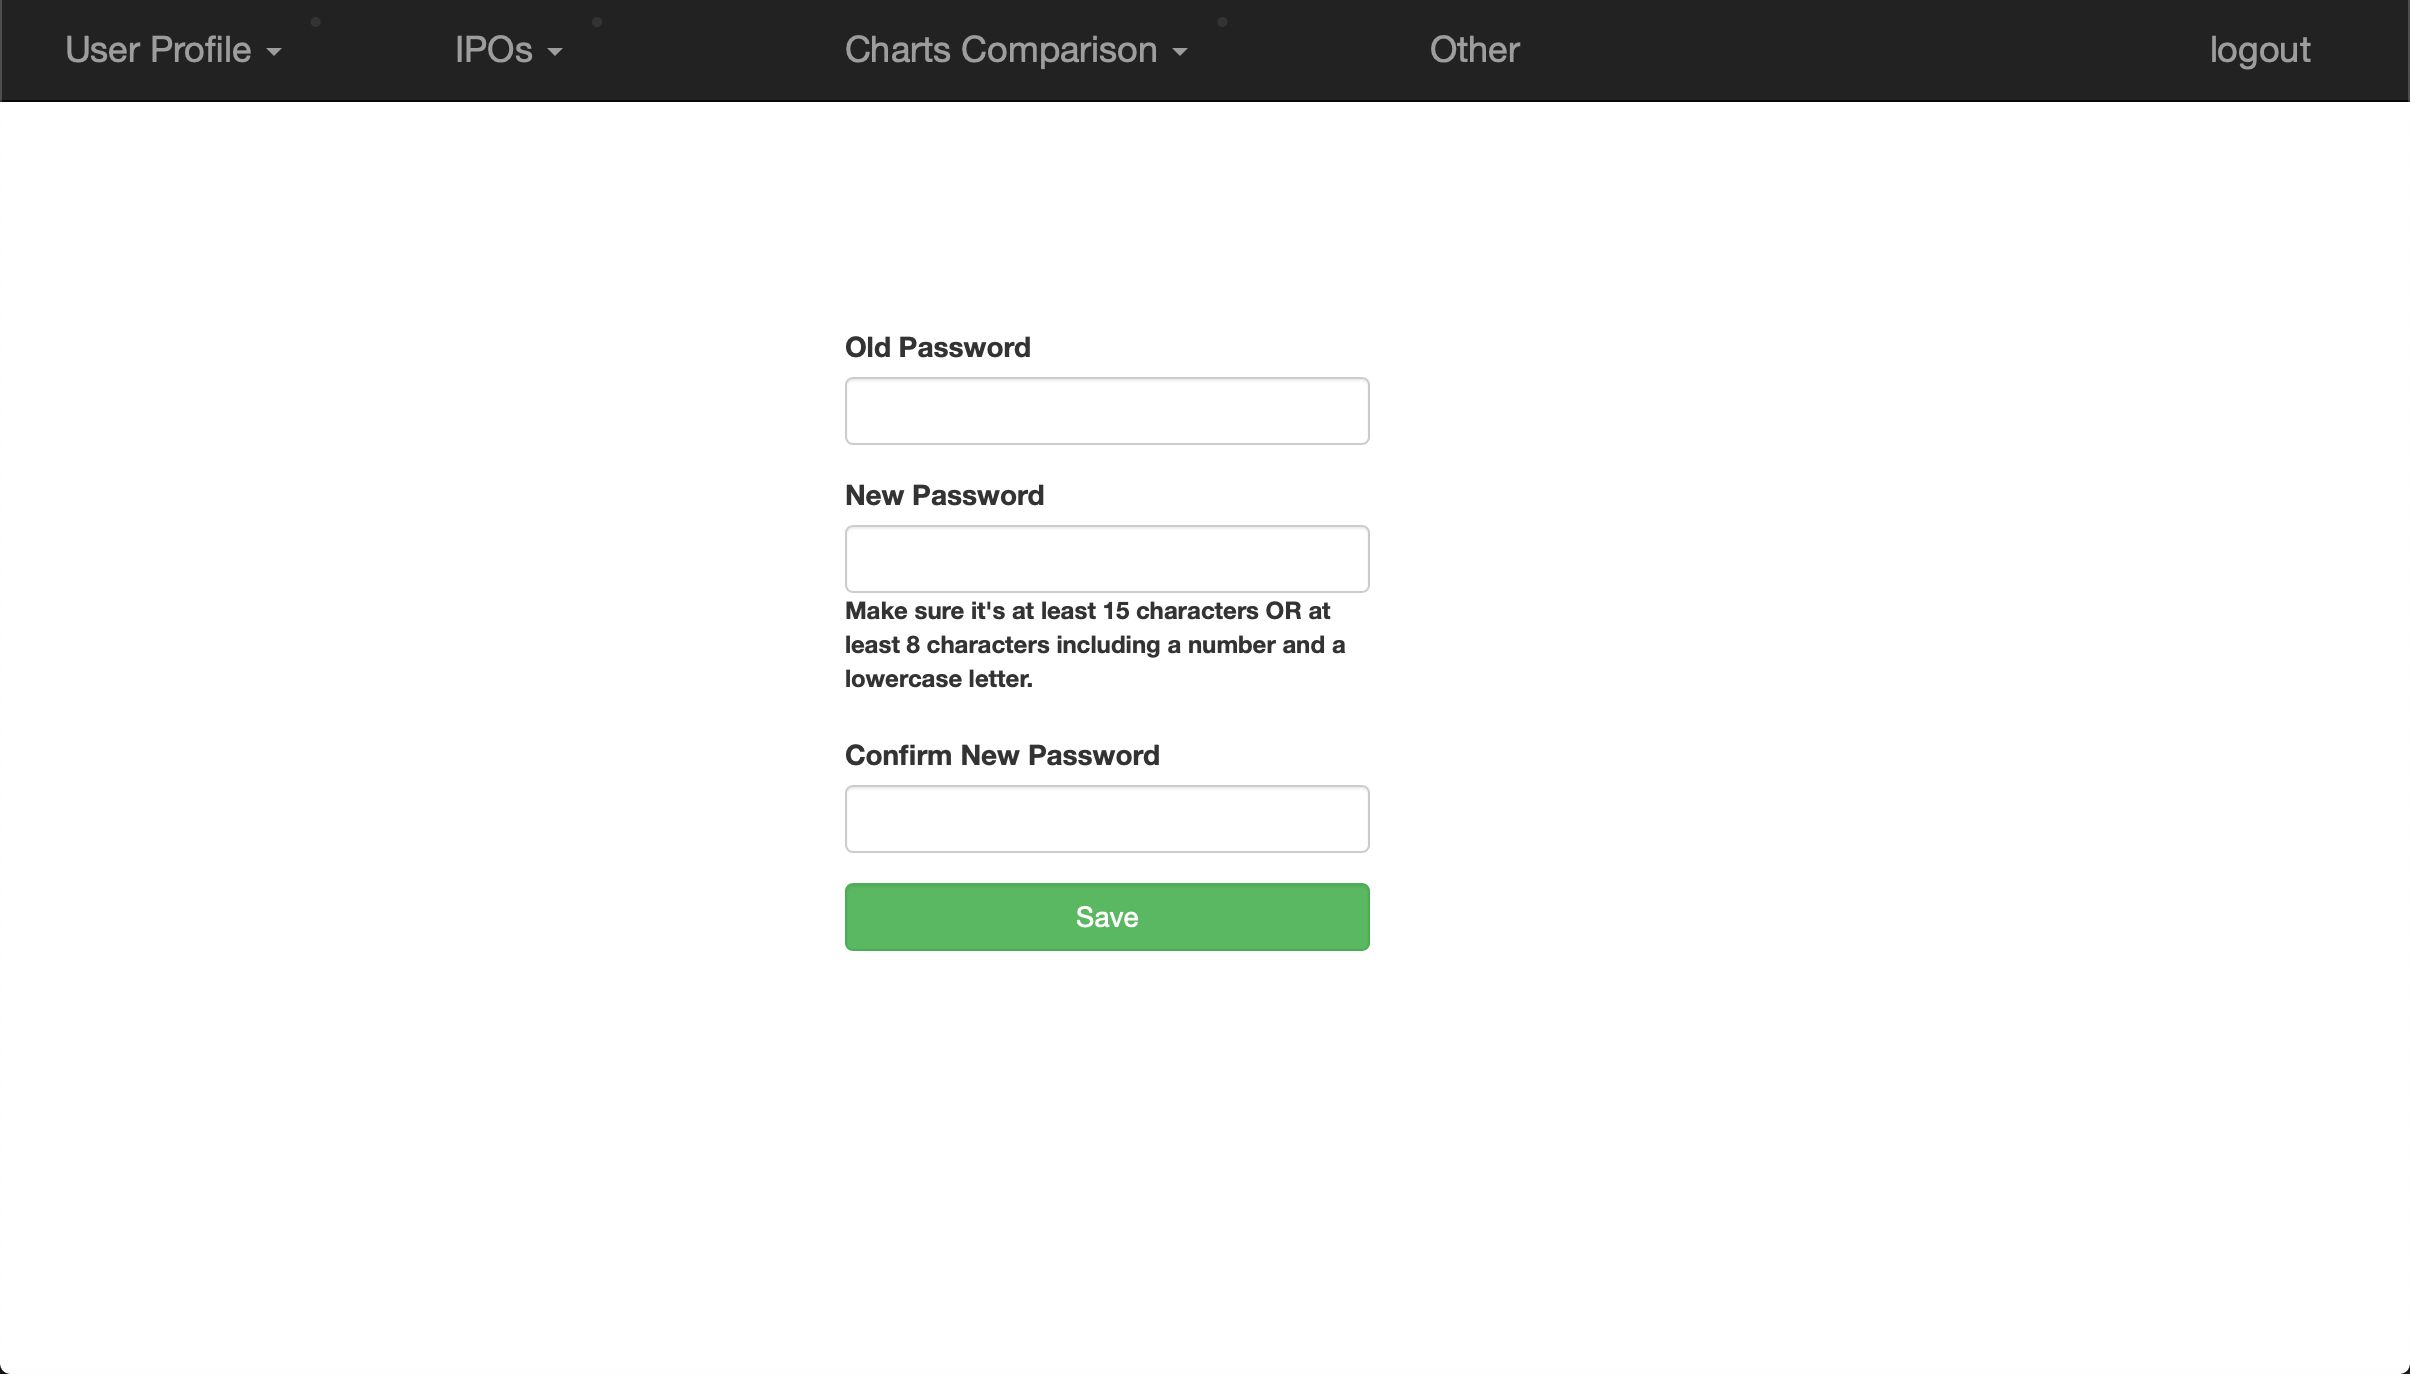 User Profile IPOs Charts Comparison Other logout
Old Password
New Password
Make sure it's at least 15 characters OR at
least 8 characters including a number and a
lowercase letter.
Confirm New Password
Save